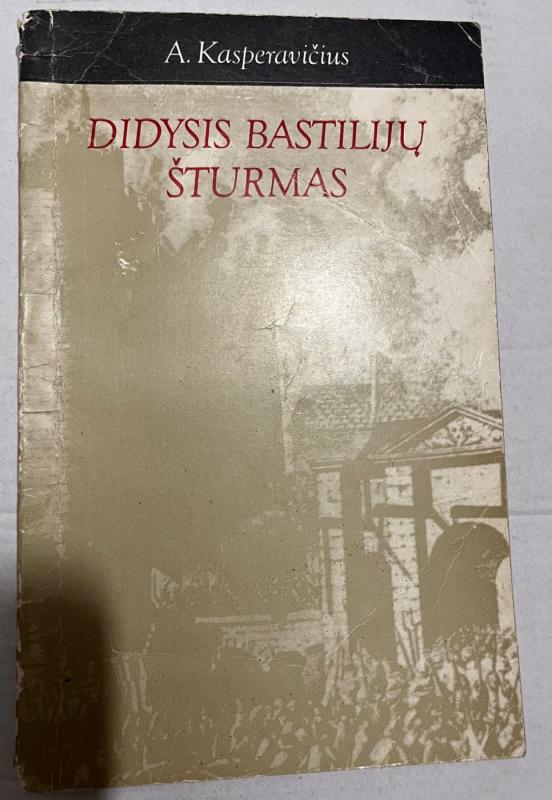 A. Kasperavičius
DIDYSIS BASTILIJŲ
ŠTURMAS